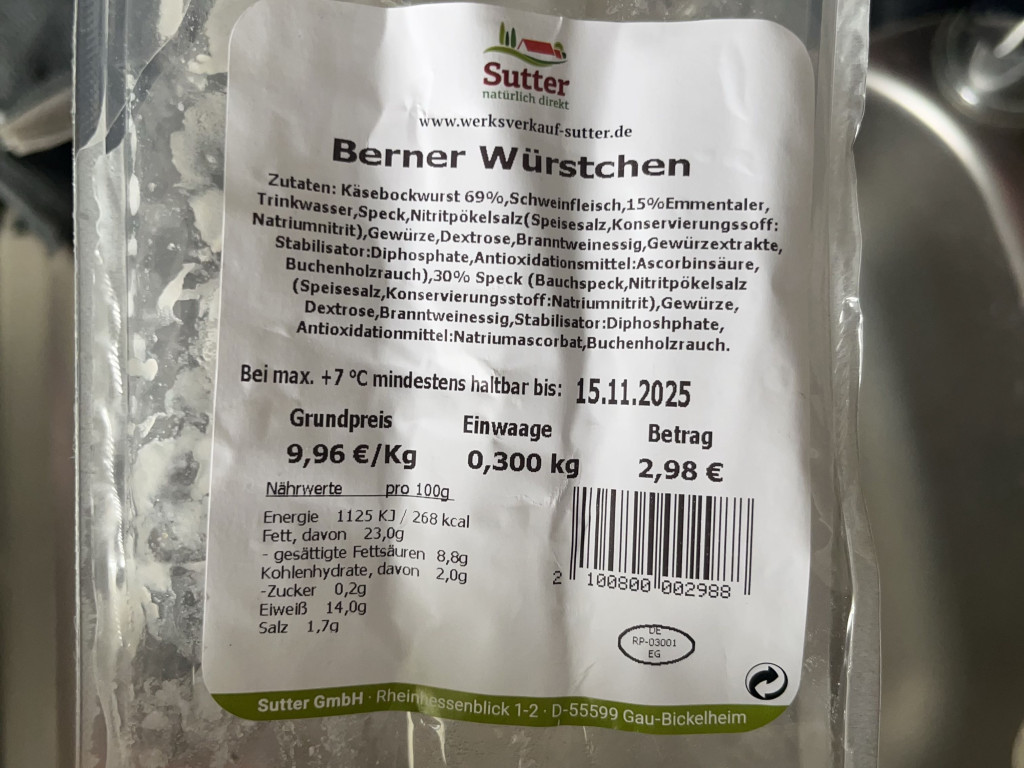 Sutter
natürlich direkt
www.werksverkauf-sutter.de
Berner Würstchen
Zutaten: Käsebockwurst 69%,Schweinfleisch,15%Emmentaler,
Trinkwasser,Speck,Nitritpökelsalz(Speisesalz,Konservierungssoff:
Natriumnitrit),Gewürze,Dextrose,Branntweinessig,Gewürzextrakte,
Stabilisator:Diphosphate,Antioxidationsmittel:Ascorbinsäure,
Buchenholzrauch),30% Speck (Bauchspeck,Nitritpökelsalz
(Speisesalz,Konservierungsstoff:Natriumnitrit),Gewürze,
Dextrose,Branntweinessig,Stabilisator:Diphoshphate,
Antioxidationmittel:Natriumascorbat,Buchenholzrauch.
Bei max. +7 °C mindestens haltbar bis: 15.11.2025
Grundpreis Einwaage Betrag
9,96 €/Kg 0,300 kg 2,98 €
Nährwerte pro 100g
Energie 1125 KJ / 268 kcal
Fett, davon 23,0g
- gesättigte Fettsäuren 8,8g
Kohlenhydrate, davon 2,0g
-Zucker 0,2g
Eiweiß 14,0g
Salz 1,7g
2 100800 002988
DE
RP-03001
EG
Sutter GmbH · Rheinhessenblick 1-2 · D-55599 Gau-Bickelheim